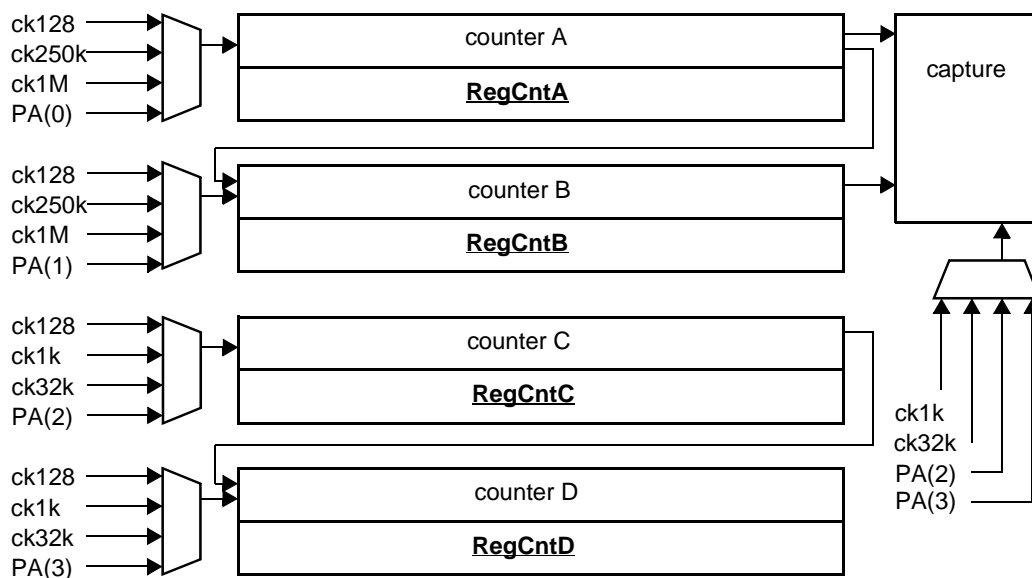 ck128
ck250k
ck1M
PA(0)
counter A
RegCntA
capture
ck128
ck250k
ck1M
PA(1)
counter B
RegCntB
ck128
ck1k
ck32k
PA(2)
counter C
RegCntC
ck1k
ck32k
PA(2)
PA(3)
ck128
ck1k
ck32k
PA(3)
counter D
RegCntD